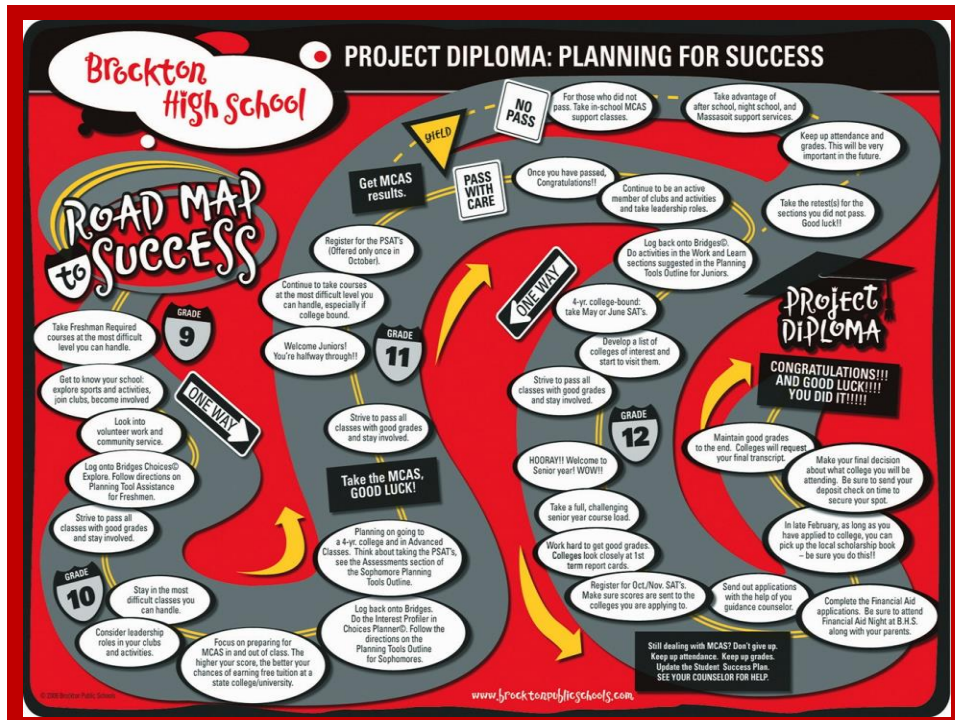 Brockton
High School
PROJECT DIPLOMA: PLANNING FOR SUCCESS
ROAD MAP
to SUCCESS
GRADE
9
Take Freshman Required
courses at the most difficult
level you can handle.
Get to know your school:
explore sports and activities,
join clubs, become involved
ONE WAY
Look into
volunteer work and
community service.
Log onto Bridges Choices©
Explore. Follow directions on
Planning Tool Assistance
for Freshmen.
Strive to pass all
classes with good grades
and stay involved.
GRADE
10
Stay in the most
difficult classes you
can handle.
Consider leadership
roles in your clubs
and activities.
Focus on preparing for
MCAS in and out of class. The
higher your score, the better your
chances of earning free tuition at a
state college/university.
Log back onto Bridges.
Do the Interest Profiler in
Choices Planner©. Follow the
directions on the
Planning Tools Outline
for Sophomores.
Planning on going to
a 4-yr. college and in Advanced
Classes. Think about taking the PSAT's,
see the Assessments section of
the Sophomore Planning
Tools Outline.
Take the MCAS,
GOOD LUCK!
Strive to pass all
classes with good grades
and stay involved.
GRADE
11
Welcome Juniors!
You're halfway through!!
Continue to take courses
at the most difficult level you
can handle, especially if
college bound.
Register for the PSAT's
(Offered only once in
October).
Get MCAS
results.
YIELD
NO
PASS
For those who did not
pass. Take in-school MCAS
support classes.
Take advantage of
after school, night school, and
Massasoit support services.
Keep up attendance and
grades. This will be very
important in the future.
Take the retest(s) for the
sections you did not pass.
Good luck!!
PASS
WITH
CARE
Once you have passed,
Congratulations!!
Continue to be an active
member of clubs and activities
and take leadership roles.
Log back onto Bridges©.
Do activities in the Work and Learn
sections suggested in the Planning
Tools Outline for Juniors.
ONE WAY
4-yr. college-bound:
take May or June SAT's.
Develop a list of
colleges of interest and
start to visit them.
Strive to pass all
classes with good grades
and stay involved.
GRADE
12
HOORAY!! Welcome to
Senior year! WOW!!
Take a full, challenging
senior year course load.
Work hard to get good grades.
Colleges look closely at 1st
term report cards.
Register for Oct./Nov. SAT's.
Make sure scores are sent to the
colleges you are applying to.
Send out applications
with the help of you
guidance counselor.
Still dealing with MCAS? Don't give up.
Keep up attendance. Keep up grades.
Update the Student Success Plan.
SEE YOUR COUNSELOR FOR HELP.
Complete the Financial Aid
applications. Be sure to attend
Financial Aid Night at B.H.S.
along with your parents.
In late February, as long as you
have applied to college, you can
pick up the local scholarship book
– be sure you do this!!
Make your final decision
about what college you will be
attending. Be sure to send your
deposit check on time to
secure your spot.
Maintain good grades
to the end. Colleges will request
your final transcript.
CONGRATULATIONS!!!
AND GOOD LUCK!!!!
YOU DID IT!!!!!
PROJECT
DIPLOMA
© 2009 Brockton Public Schools
www.brocktonpublicschools.com